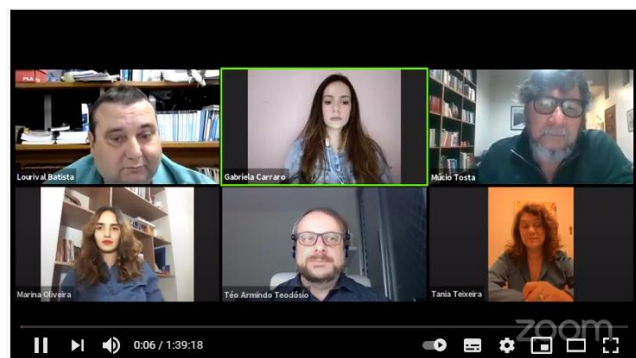 Lourival Batista
Gabriela Carraro
Múcio Tosta
Marina Oliveira
Téo Armindo Teodósio
Tania Teixeira
zoom
0:06 / 1:39:18